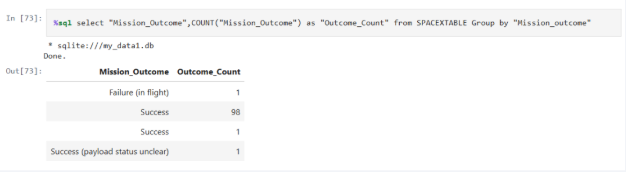 In [73]: %sql select "Mission_Outcome",COUNT("Mission_Outcome") as "Outcome_Count" from SPACEXTABLE Group by "Mission_outcome"
* sqlite:///my_data1.db
Done.
Out[73]: Mission_Outcome Outcome_Count
Failure (in flight) 1
Success 98
Success 1
Success (payload status unclear) 1